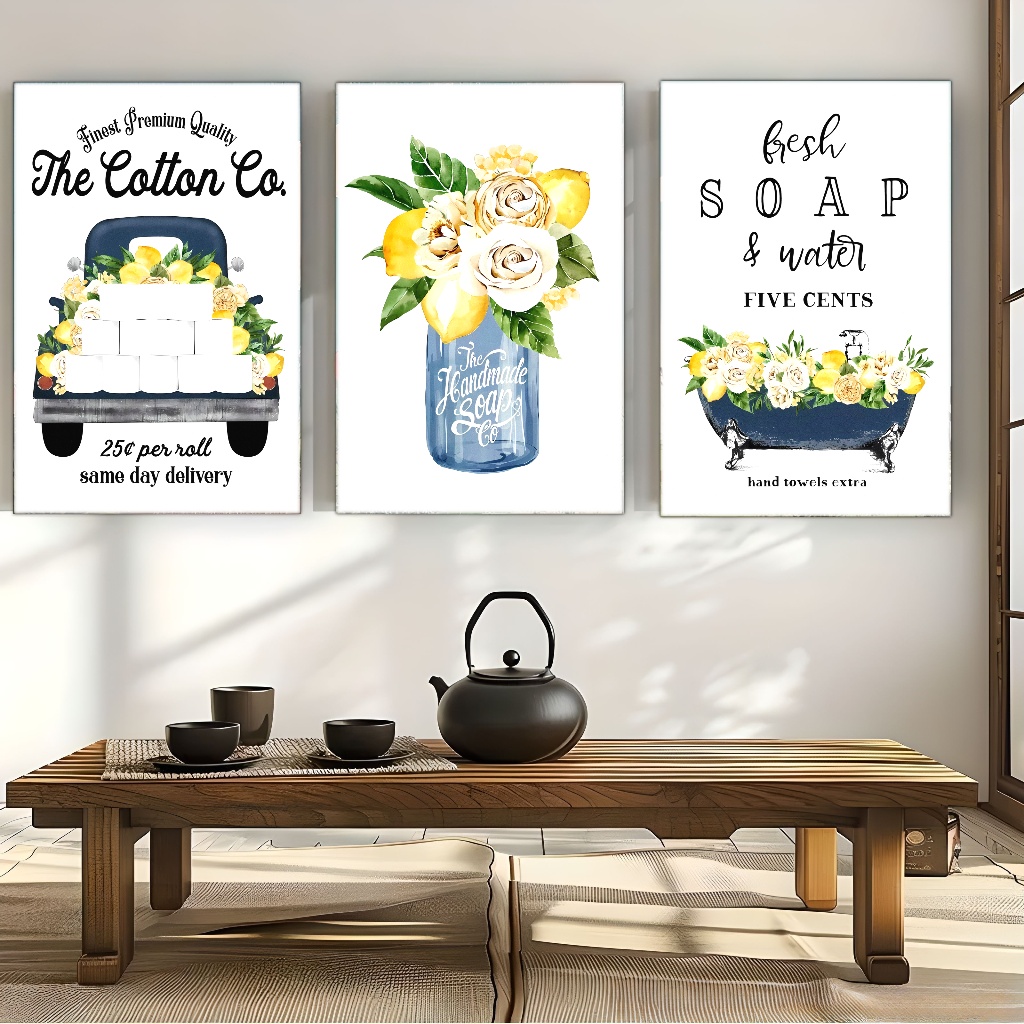 Finest Premium Quality
The Cotton Co.
25¢ per roll
same day delivery
The
Handmade
Soap
Co
fresh
SOAP
& water
FIVE CENTS
hand towels extra